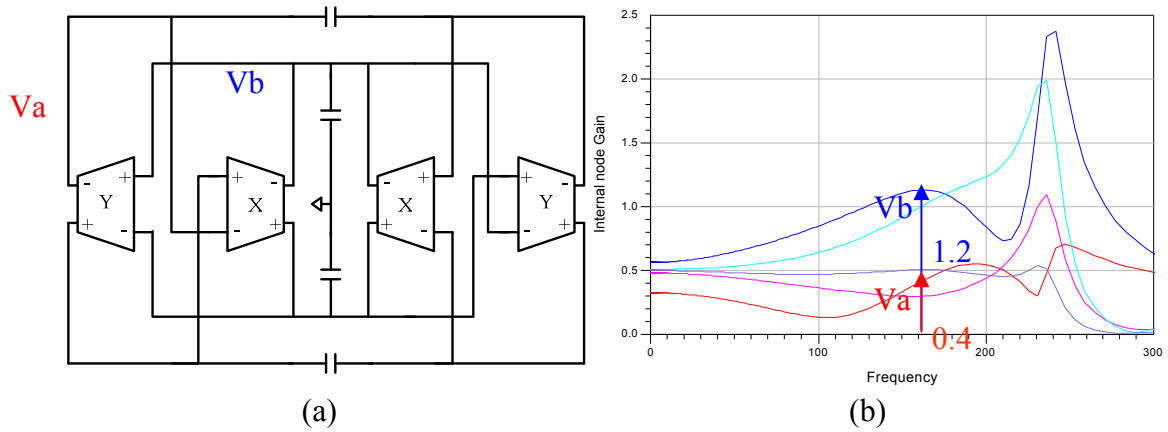 Va
Vb
- + Y + -
+ - X - +
- + X + -
+ - Y - +
(a)
Internal node Gain
2.5
2.0
1.5
1.0
0.5
0.0
Vb
1.2
Va
0.4
0 100 200 300
Frequency
(b)